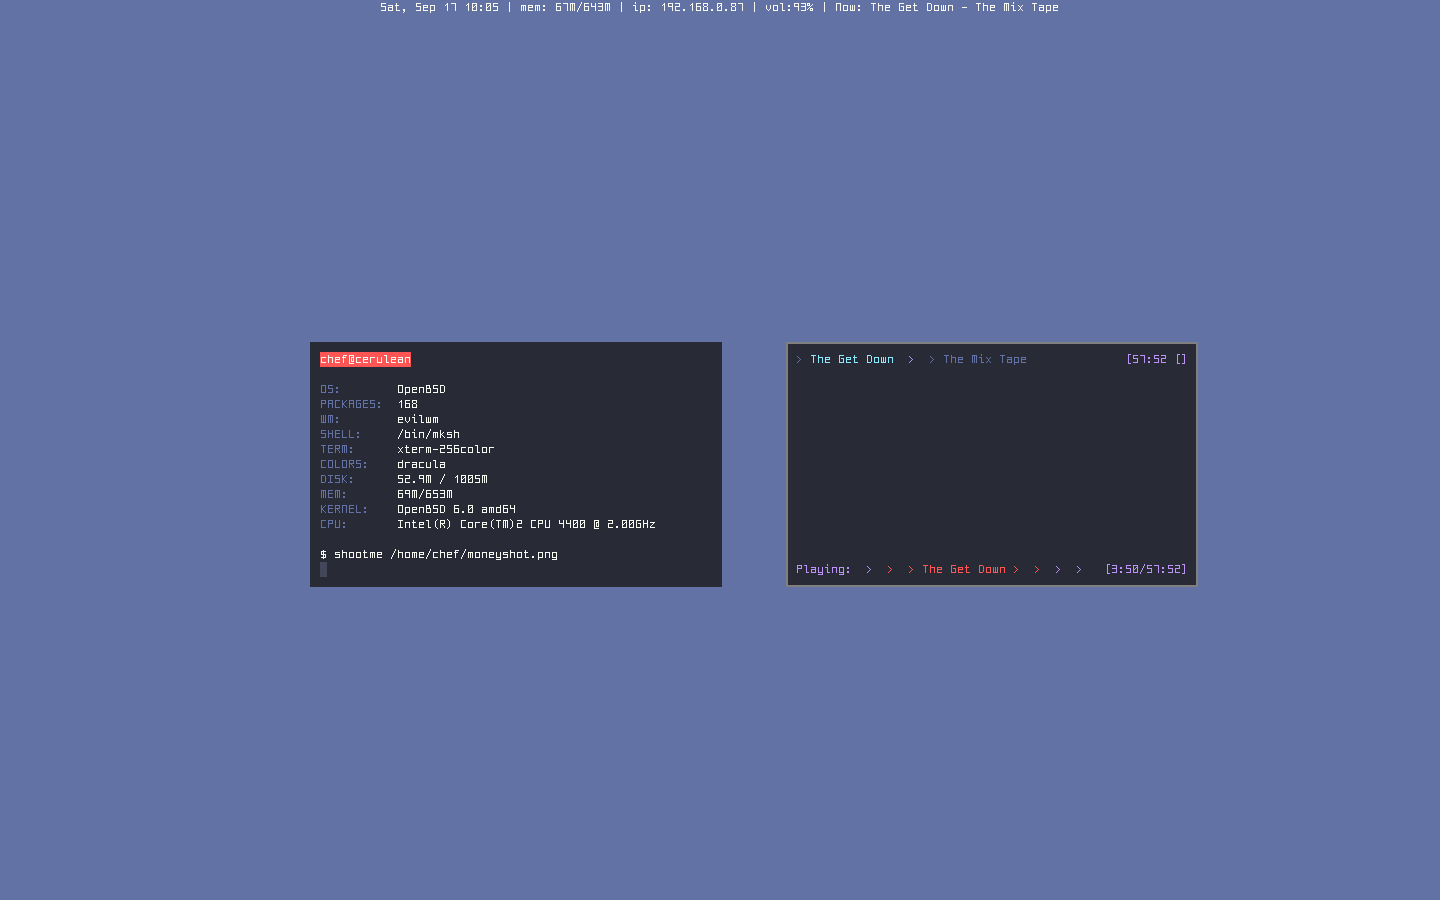 Sat, Sep 17 10:05 | mem: 67M/643M | ip: 192.168.0.87 | vol:93% | Now: The Get Down - The Mix Tape
chef@cerulean
OS: OpenBSD
PACKAGES: 168
WM: evilwm
SHELL: /bin/mksh
TERM: xterm-256color
COLORS: dracula
DISK: 52.9M / 1005M
MEM: 69M/653M
KERNEL: OpenBSD 6.0 amd64
CPU: Intel(R) Core(TM)2 CPU 4400 @ 2.00GHz
$ shootme /home/chef/moneyshot.png
> The Get Down > > The Mix Tape [57:52 []
Playing: > > > The Get Down > > > > [3:50/57:52]